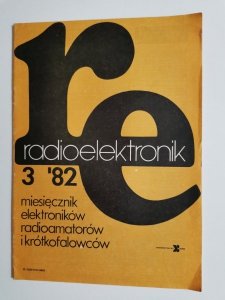 re
radioelektronik
3 '82
miesięcznik
elektroników
radioamatorów
i krótkofalowców